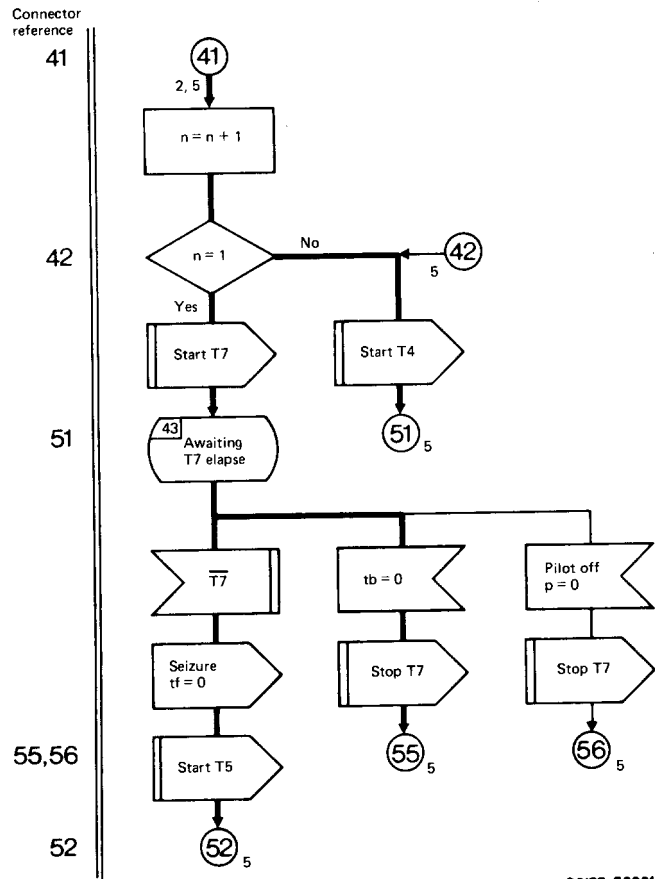 Connector
reference
41
41
2, 5
n = n + 1
42
n = 1
No
42
5
Yes
Start T7
Start T4
51
43
Awaiting
T7 elapse
51
5
T7
tb = 0
Pilot off
p = 0
Seizure
tf = 0
Stop T7
Stop T7
55,56
Start T5
55
5
56
5
52
52
5